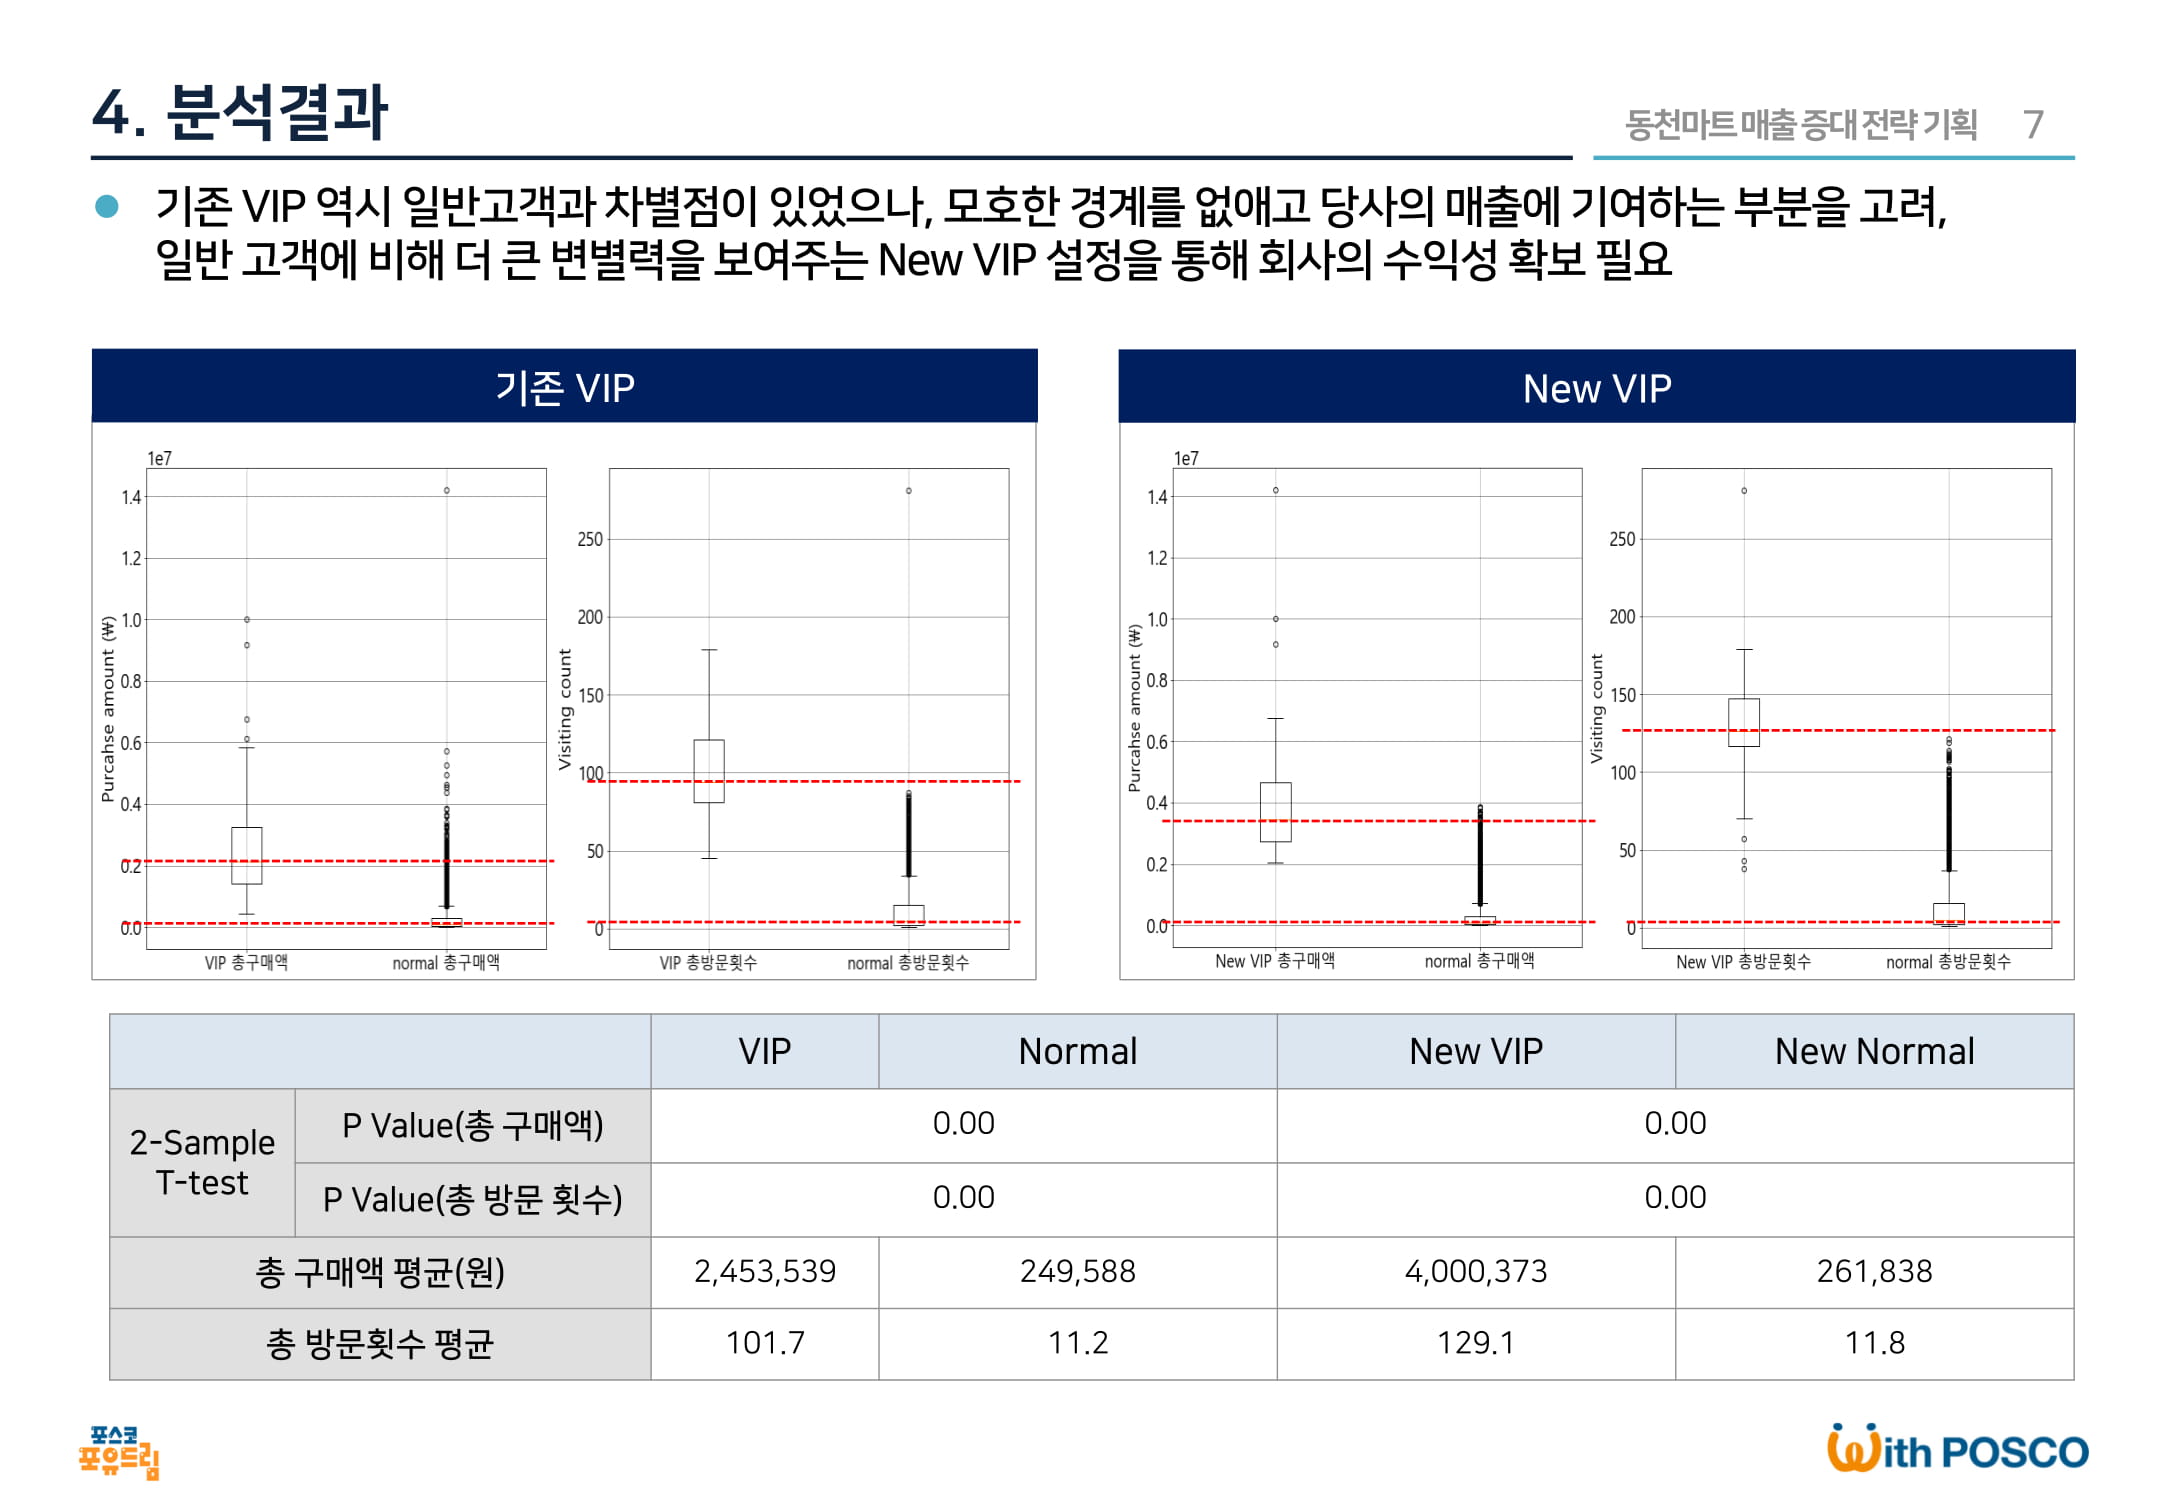 4. 분석결과
동천마트 매출 증대 전략 기획 7
기존 VIP 역시 일반고객과 차별점이 있었으나, 모호한 경계를 없애고 당사의 매출에 기여하는 부분을 고려,
일반 고객에 비해 더 큰 변별력을 보여주는 New VIP 설정을 통해 회사의 수익성 확보 필요
기존 VIP
1e7
1.4
1.2
1.0
0.8
0.6
0.4
0.2
0.0
Purcahse amount (₩)
VIP 총구매액
normal 총구매액
250
200
150
100
50
0
Visiting count
VIP 총방문횟수
normal 총방문횟수
New VIP
1e7
1.4
1.2
1.0
0.8
0.6
0.4
0.2
0.0
Purcahse amount (₩)
New VIP 총구매액
normal 총구매액
250
200
150
100
50
0
Visiting count
New VIP 총방문횟수
normal 총방문횟수
VIP Normal New VIP New Normal
2-Sample
T-test
P Value(총 구매액) 0.00 0.00
P Value(총 방문 횟수) 0.00 0.00
총 구매액 평균(원) 2,453,539 249,588 4,000,373 261,838
총 방문횟수 평균 101.7 11.2 129.1 11.8
포스코
포유드림
With POSCO